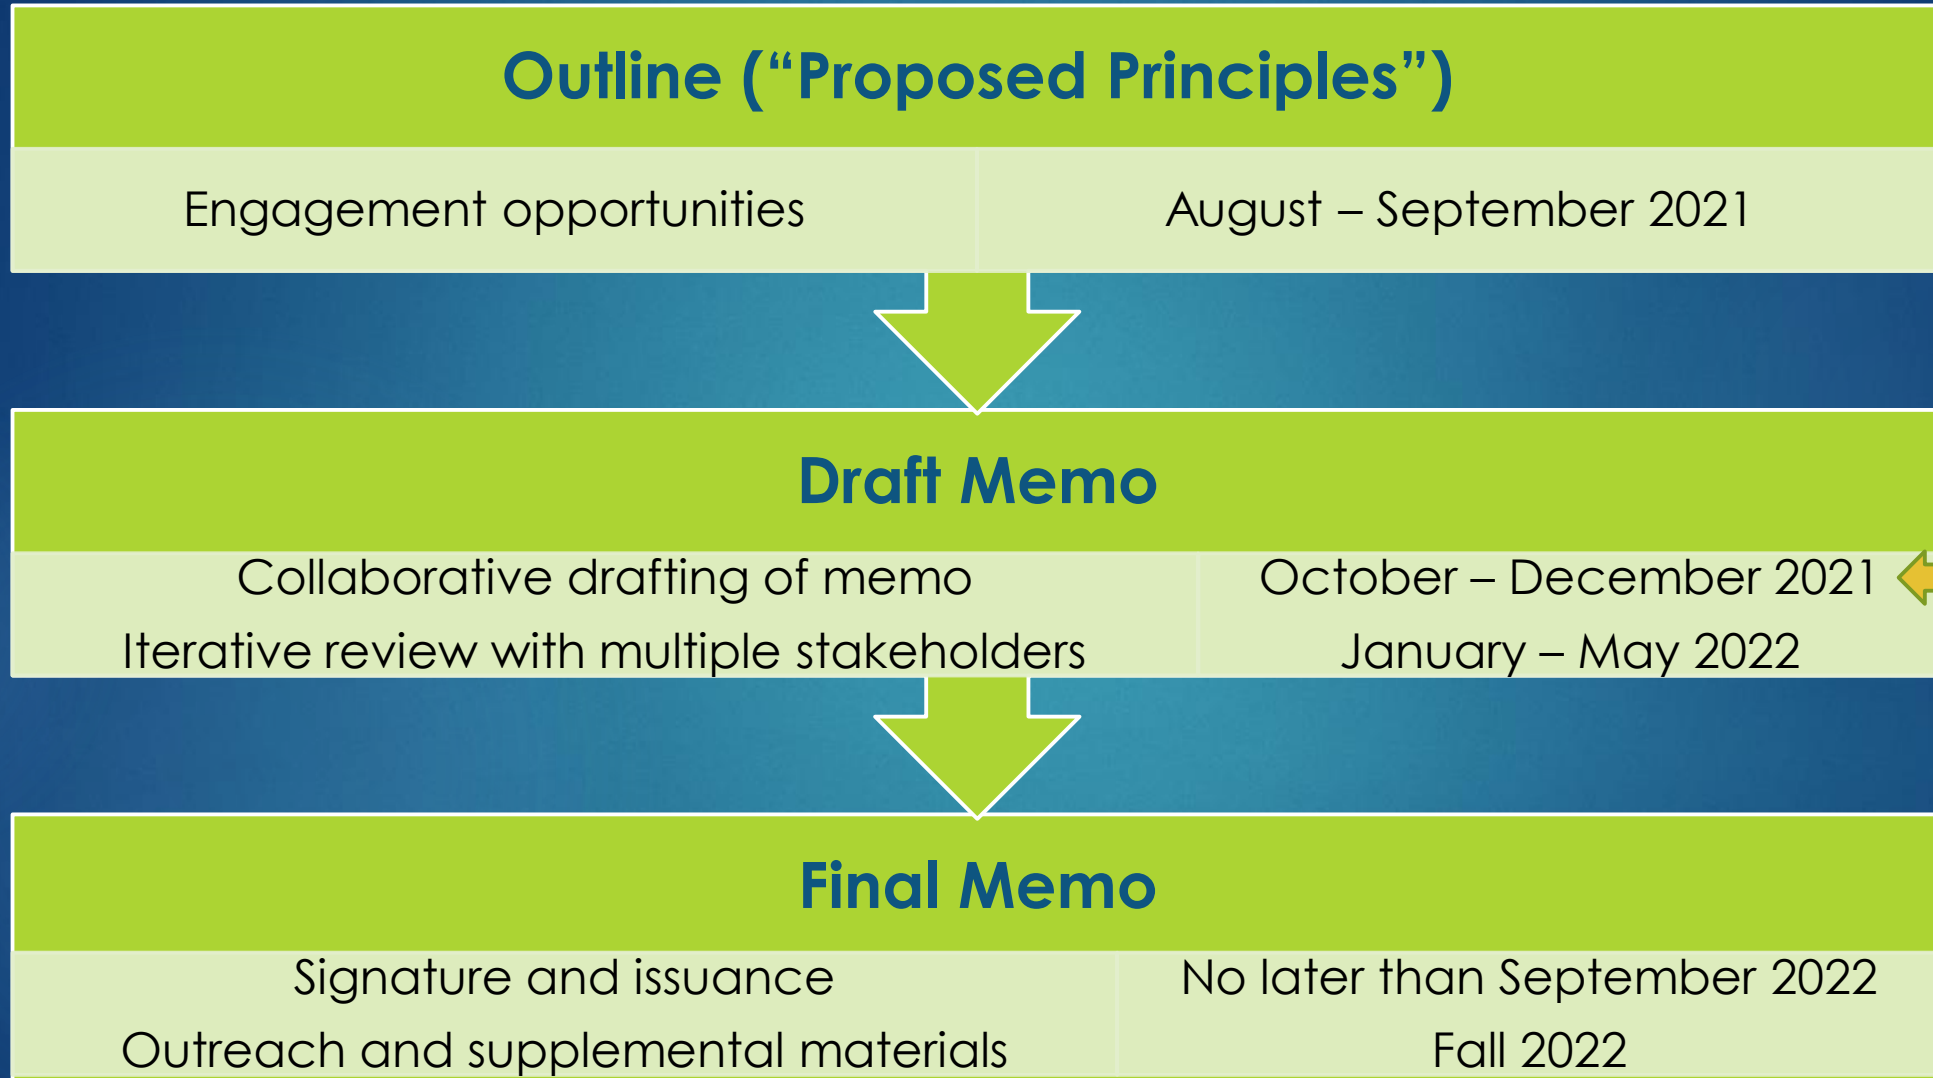 Outline (“Proposed Principles”)
Engagement opportunities
August – September 2021
Draft Memo
Collaborative drafting of memo
October – December 2021
Iterative review with multiple stakeholders
January – May 2022
Final Memo
Signature and issuance
No later than September 2022
Outreach and supplemental materials
Fall 2022